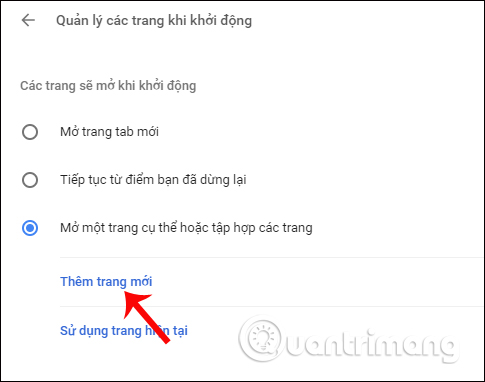 Quản lý các trang khi khởi động
Các trang sẽ mở khi khởi động
Mở trang tab mới
Tiếp tục từ điểm bạn đã dừng lại
Mở một trang cụ thể hoặc tập hợp các trang
Thêm trang mới
Sử dụng trang hiện tại
Quantrimang